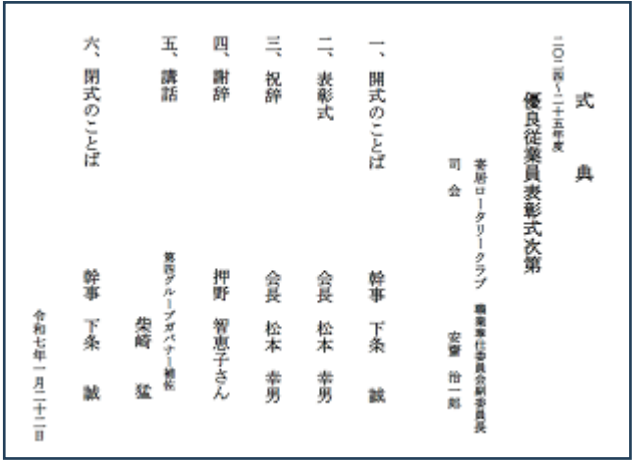 式　典
二〇二四～二十五年度
優良従業員表彰式次第
寄居ロータリークラブ　職業奉仕委員会副委員長
司　会　安齋　治一郎
一、開式のことば　幹事　下条　誠
二、表彰式　会長　松本　幸男
三、祝辞　会長　松本　幸男
四、謝辞　押野　智恵子さん
五、講話　第四グループガバナー補佐
柴崎　猛
六、閉式のことば　幹事　下条　誠
令和七年一月二十二日